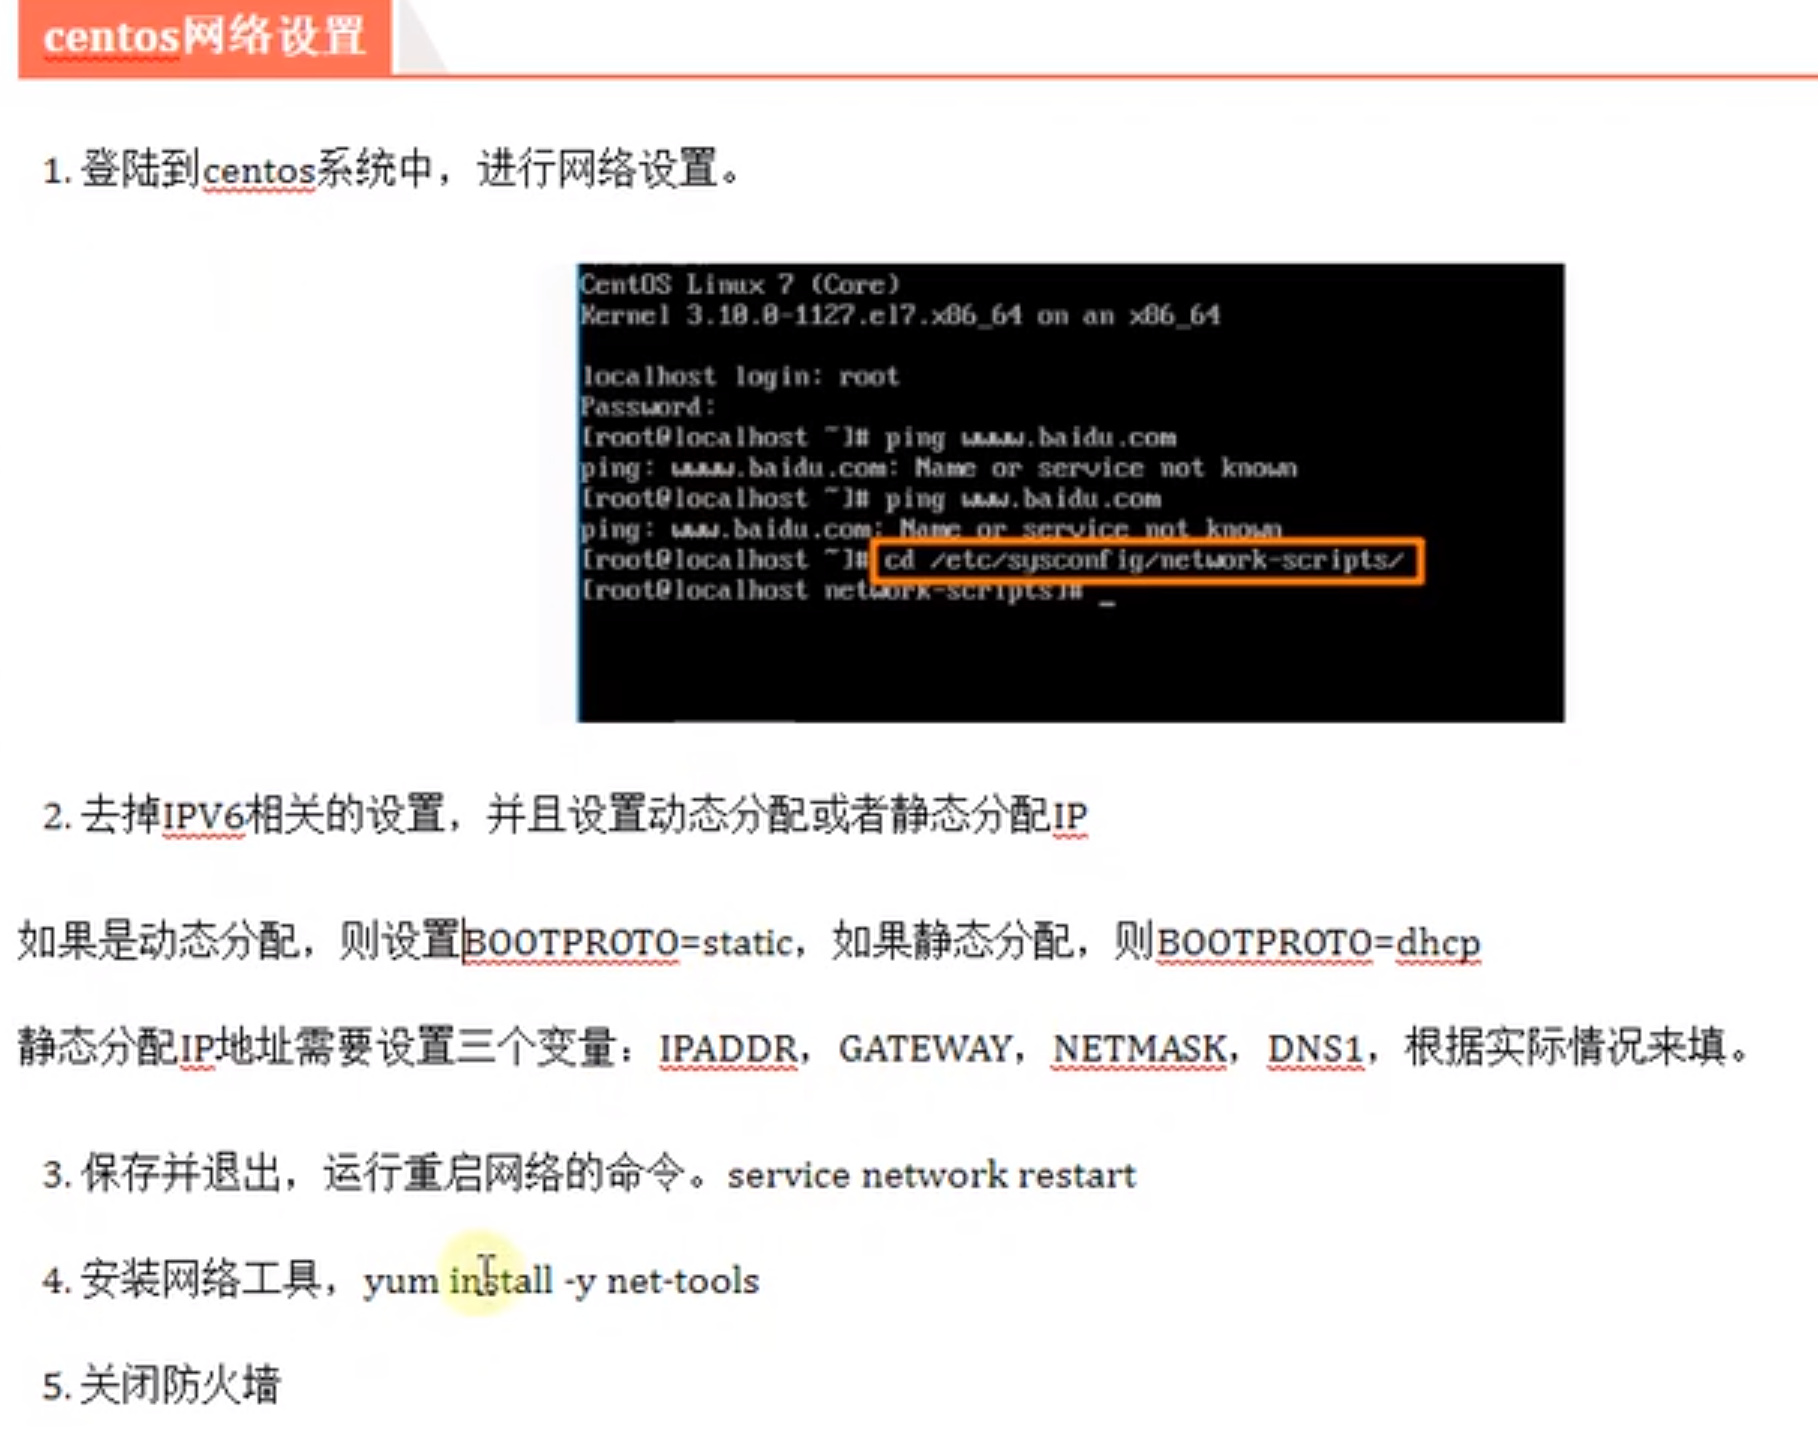 centos网络设置
1. 登陆到centos系统中，进行网络设置。
CentOS Linux 7 (Core)
Kernel 3.10.0-1127.el7.x86_64 on an x86_64
localhost login: root
Password:
[root@localhost ~]# ping wwww.baidu.com
ping: wwww.baidu.com: Name or service not known
[root@localhost ~]# ping www.baidu.com
ping: www.baidu.com: Name or service not known
[root@localhost ~]# cd /etc/sysconfig/network-scripts/
[root@localhost network-scripts]# _
2. 去掉IPV6相关的设置，并且设置动态分配或者静态分配IP
如果是动态分配，则设置BOOTPROTO=static，如果静态分配，则BOOTPROTO=dhcp
静态分配IP地址需要设置三个变量：IPADDR，GATEWAY，NETMASK，DNS1，根据实际情况来填。
3. 保存并退出，运行重启网络的命令。service network restart
4. 安装网络工具，yum install -y net-tools
5. 关闭防火墙